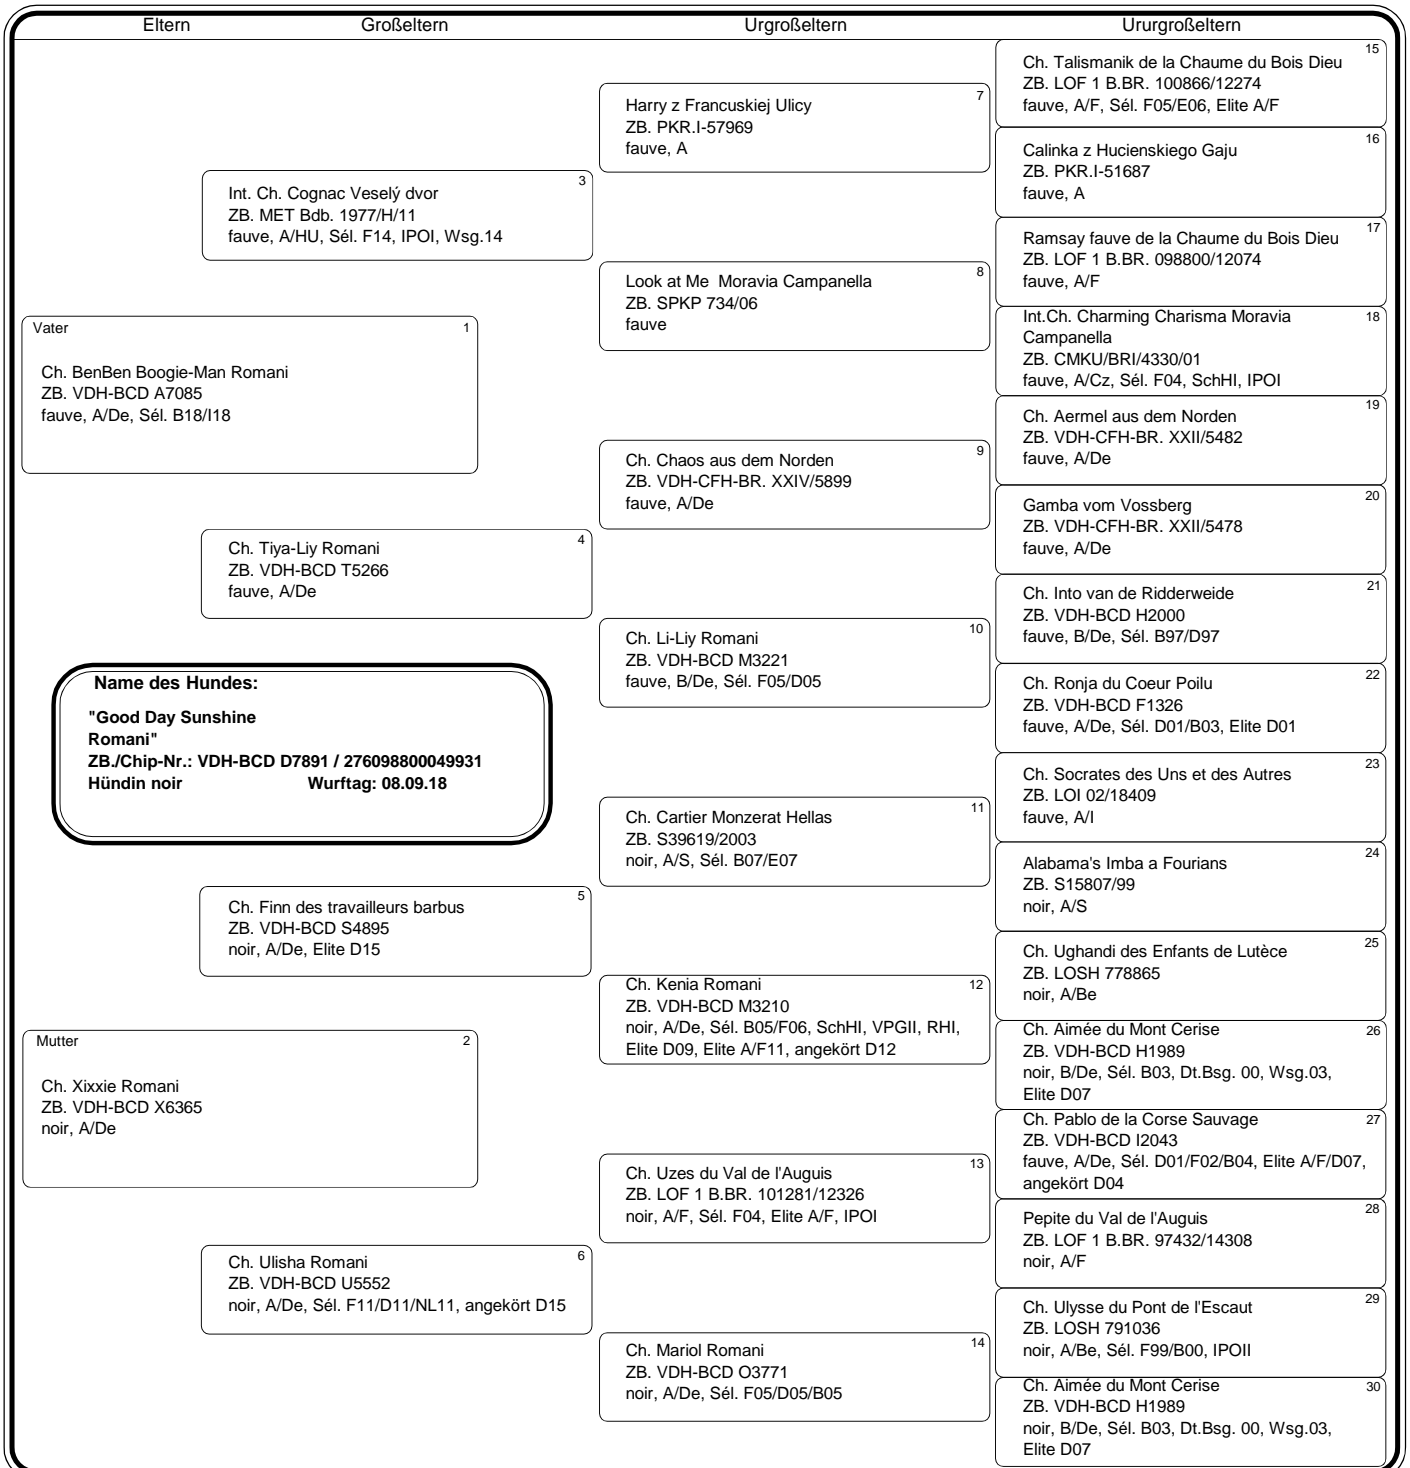 Eltern
Großeltern
Urgroßeltern
Ururgroßeltern
Vater 1
Ch. BenBen Boogie-Man Romani
ZB. VDH-BCD A7085
fauve, A/De, Sél. B18/I18
Mutter 2
Ch. Xixxie Romani
ZB. VDH-BCD X6365
noir, A/De
3
Int. Ch. Cognac Veselý dvor
ZB. MET Bdb. 1977/H/11
fauve, A/HU, Sél. F14, IPOI, Wsg.14
4
Ch. Tiya-Liy Romani
ZB. VDH-BCD T5266
fauve, A/De
Name des Hundes:
"Good Day Sunshine
Romani"
ZB./Chip-Nr.: VDH-BCD D7891 / 276098800049931
Hündin noir Wurftag: 08.09.18
5
Ch. Finn des travailleurs barbus
ZB. VDH-BCD S4895
noir, A/De, Elite D15
6
Ch. Ulisha Romani
ZB. VDH-BCD U5552
noir, A/De, Sél. F11/D11/NL11, angekört D15
7
Harry z Francuskiej Ulicy
ZB. PKR.I-57969
fauve, A
8
Look at Me  Moravia Campanella
ZB. SPKP 734/06
fauve
9
Ch. Chaos aus dem Norden
ZB. VDH-CFH-BR. XXIV/5899
fauve, A/De
10
Ch. Li-Liy Romani
ZB. VDH-BCD M3221
fauve, B/De, Sél. F05/D05
11
Ch. Cartier Monzerat Hellas
ZB. S39619/2003
noir, A/S, Sél. B07/E07
12
Ch. Kenia Romani
ZB. VDH-BCD M3210
noir, A/De, Sél. B05/F06, SchHI, VPGII, RHI,
Elite D09, Elite A/F11, angekört D12
13
Ch. Uzes du Val de l'Auguis
ZB. LOF 1 B.BR. 101281/12326
noir, A/F, Sél. F04, Elite A/F, IPOI
14
Ch. Mariol Romani
ZB. VDH-BCD O3771
noir, A/De, Sél. F05/D05/B05
15
Ch. Talismanik de la Chaume du Bois Dieu
ZB. LOF 1 B.BR. 100866/12274
fauve, A/F, Sél. F05/E06, Elite A/F
16
Calinka z Hucienskiego Gaju
ZB. PKR.I-51687
fauve, A
17
Ramsay fauve de la Chaume du Bois Dieu
ZB. LOF 1 B.BR. 098800/12074
fauve, A/F
18
Int.Ch. Charming Charisma Moravia
Campanella
ZB. CMKU/BRI/4330/01
fauve, A/Cz, Sél. F04, SchHI, IPOI
19
Ch. Aermel aus dem Norden
ZB. VDH-CFH-BR. XXII/5482
fauve, A/De
20
Gamba vom Vossberg
ZB. VDH-CFH-BR. XXII/5478
fauve, A/De
21
Ch. Into van de Ridderweide
ZB. VDH-BCD H2000
fauve, B/De, Sél. B97/D97
22
Ch. Ronja du Coeur Poilu
ZB. VDH-BCD F1326
fauve, A/De, Sél. D01/B03, Elite D01
23
Ch. Socrates des Uns et des Autres
ZB. LOI 02/18409
fauve, A/I
24
Alabama's Imba a Fourians
ZB. S15807/99
noir, A/S
25
Ch. Ughandi des Enfants de Lutèce
ZB. LOSH 778865
noir, A/Be
26
Ch. Aimée du Mont Cerise
ZB. VDH-BCD H1989
noir, B/De, Sél. B03, Dt.Bsg. 00, Wsg.03,
Elite D07
27
Ch. Pablo de la Corse Sauvage
ZB. VDH-BCD I2043
fauve, A/De, Sél. D01/F02/B04, Elite A/F/D07,
angekört D04
28
Pepite du Val de l'Auguis
ZB. LOF 1 B.BR. 97432/14308
noir, A/F
29
Ch. Ulysse du Pont de l'Escaut
ZB. LOSH 791036
noir, A/Be, Sél. F99/B00, IPOII
30
Ch. Aimée du Mont Cerise
ZB. VDH-BCD H1989
noir, B/De, Sél. B03, Dt.Bsg. 00, Wsg.03,
Elite D07